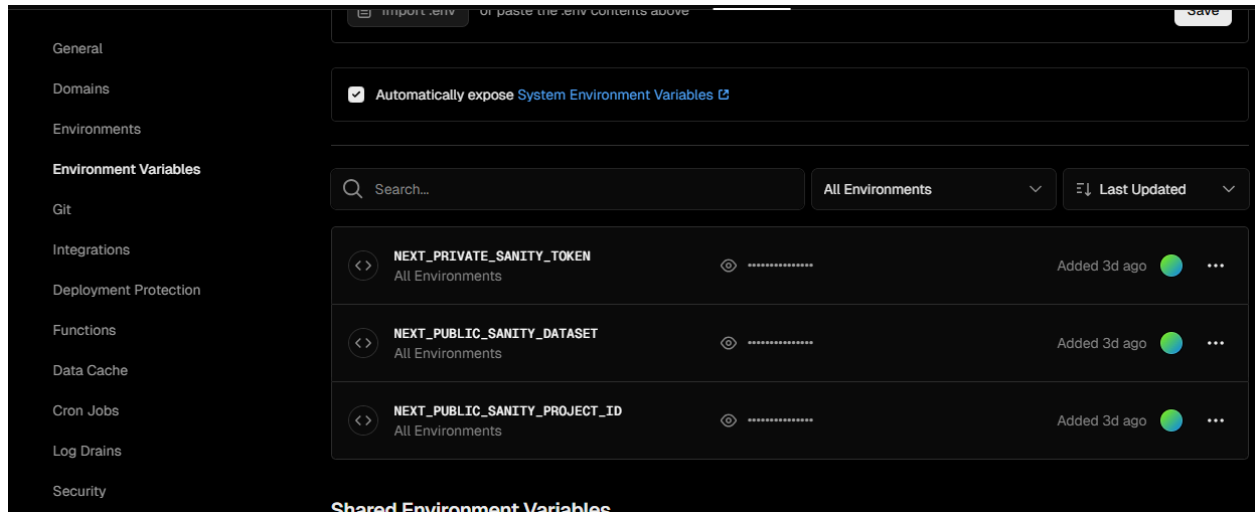 Import .env or paste the .env contents above
Save
General
Domains
Environments
Environment Variables
Git
Integrations
Deployment Protection
Functions
Data Cache
Cron Jobs
Log Drains
Security
Automatically expose System Environment Variables
Search...
All Environments
Last Updated
NEXT_PRIVATE_SANITY_TOKEN
All Environments
•••••••••••••••
Added 3d ago
NEXT_PUBLIC_SANITY_DATASET
All Environments
•••••••••••••••
Added 3d ago
NEXT_PUBLIC_SANITY_PROJECT_ID
All Environments
•••••••••••••••
Added 3d ago
Shared Environment Variables